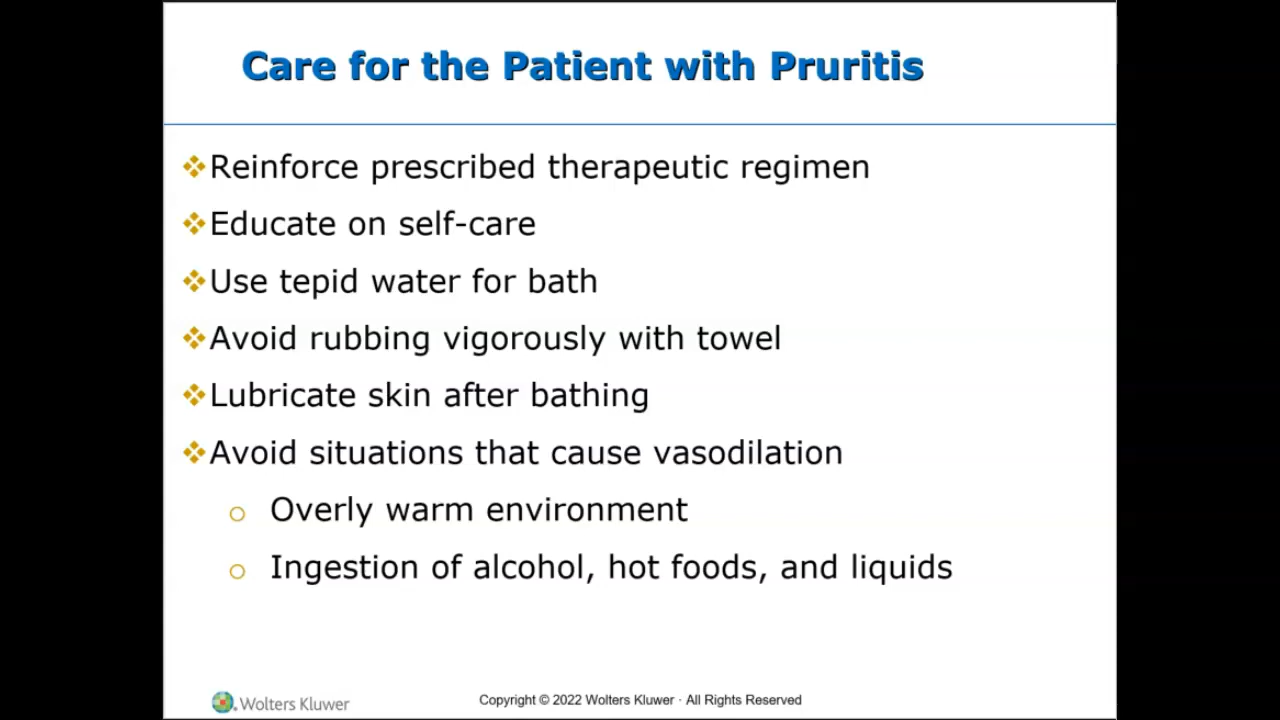 Care for the Patient with Pruritis
❖Reinforce prescribed therapeutic regimen
❖Educate on self-care
❖Use tepid water for bath
❖Avoid rubbing vigorously with towel
❖Lubricate skin after bathing
❖Avoid situations that cause vasodilation
o Overly warm environment
o Ingestion of alcohol, hot foods, and liquids
Wolters Kluwer
Copyright © 2022 Wolters Kluwer · All Rights Reserved